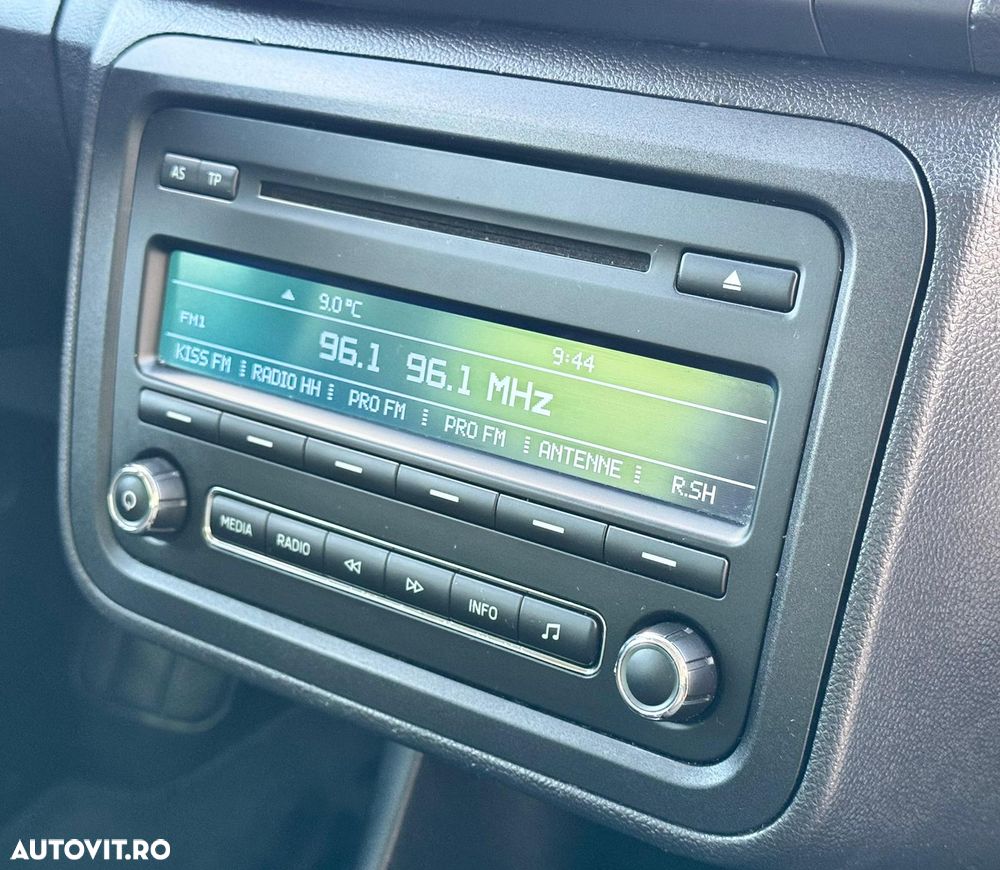 AS TP
9.0 °C 9:44
FM1 96.1 96.1 MHz
KISS FM RADIO HH PRO FM PRO FM ANTENNE R.SH
MEDIA RADIO INFO
AUTOVIT.RO